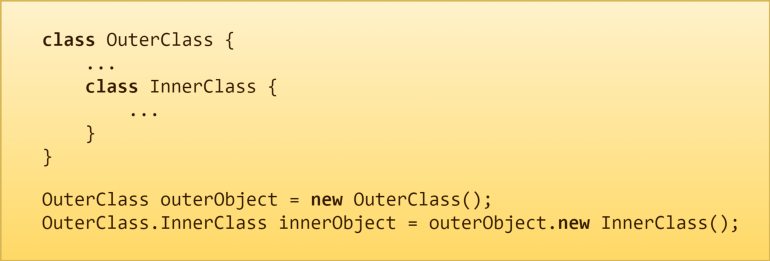 class OuterClass {
    ...
    class InnerClass {
        ...
    }
}
OuterClass outerObject = new OuterClass();
OuterClass.InnerClass innerObject = outerObject.new InnerClass();